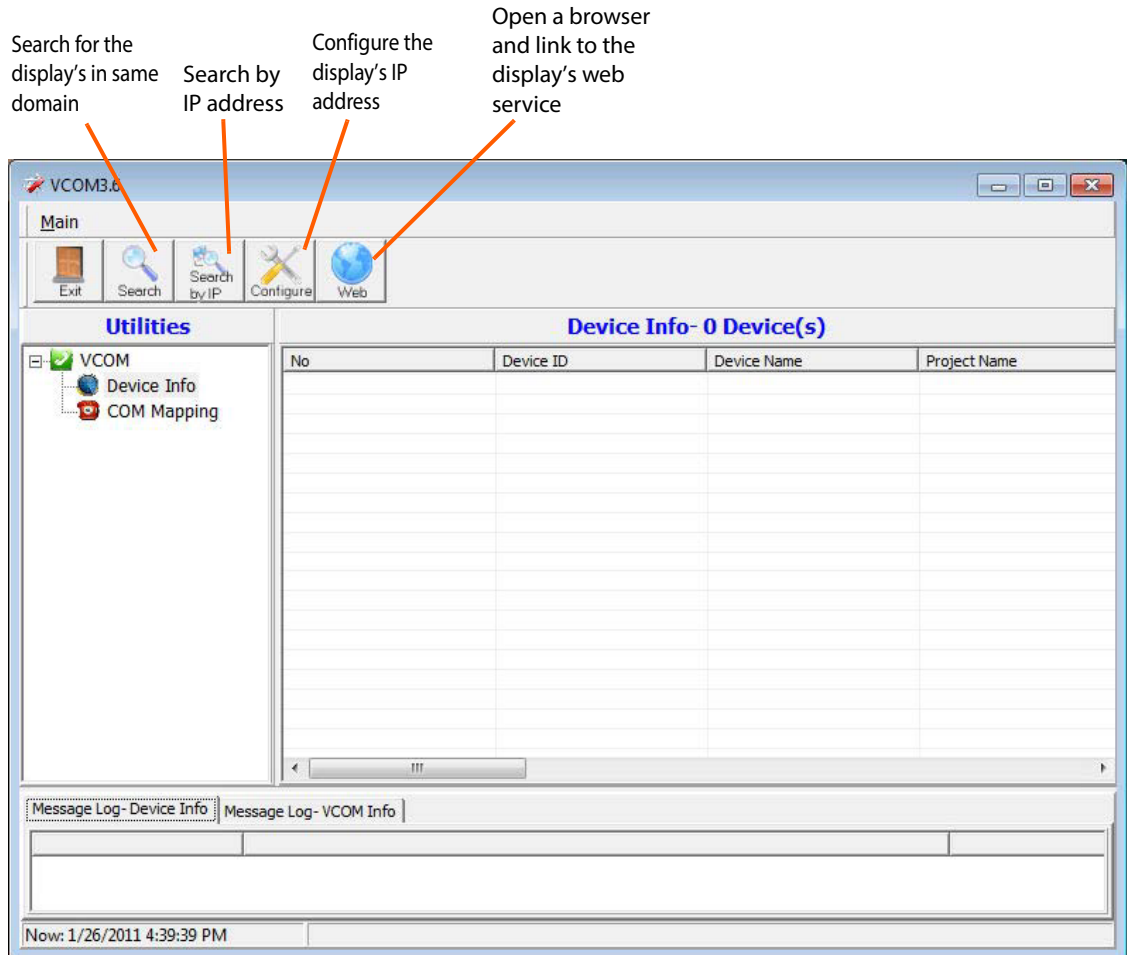 Search for the
display's in same
domain
Search by
IP address
Configure the
display's IP
address
Open a browser
and link to the
display's web
service
VCOM3.6
Main
Exit
Search
Search
by IP
Configure
Web
Utilities
Device Info- 0 Device(s)
VCOM
Device Info
COM Mapping
No
Device ID
Device Name
Project Name
Message Log- Device Info
Message Log- VCOM Info
Now: 1/26/2011 4:39:39 PM